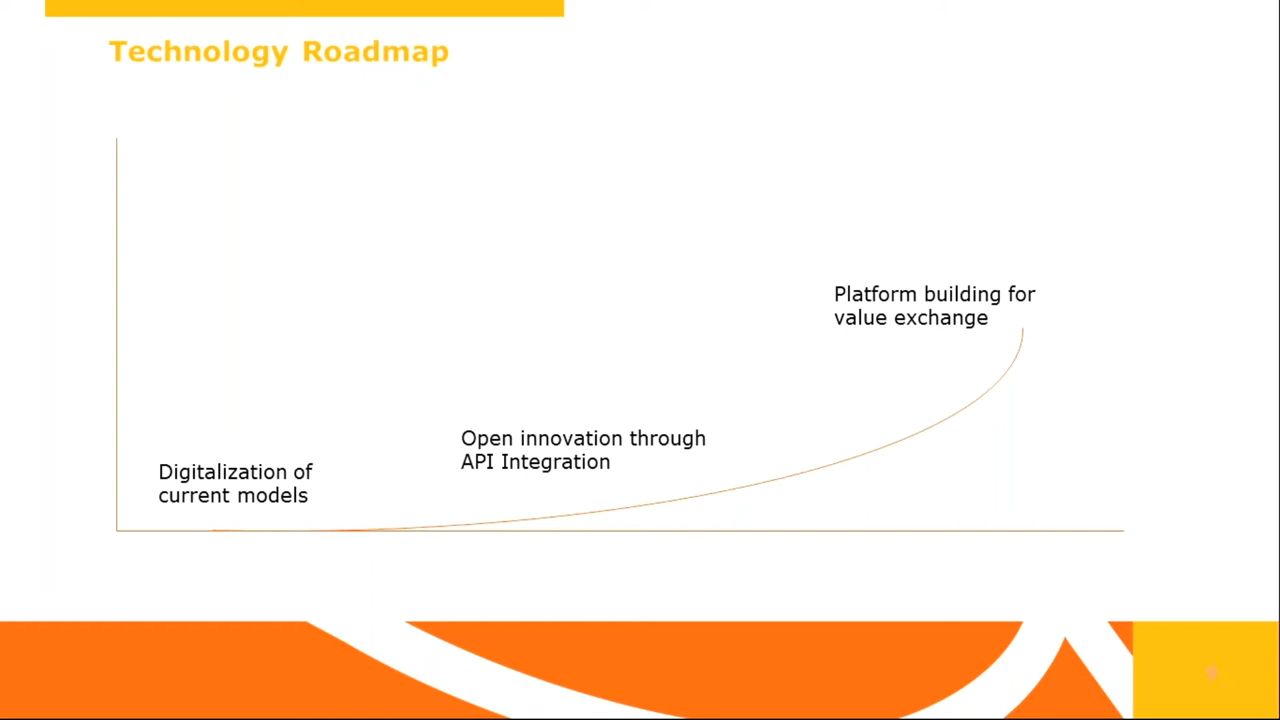 Technology Roadmap
Platform building for
value exchange
Open innovation through
API Integration
Digitalization of
current models